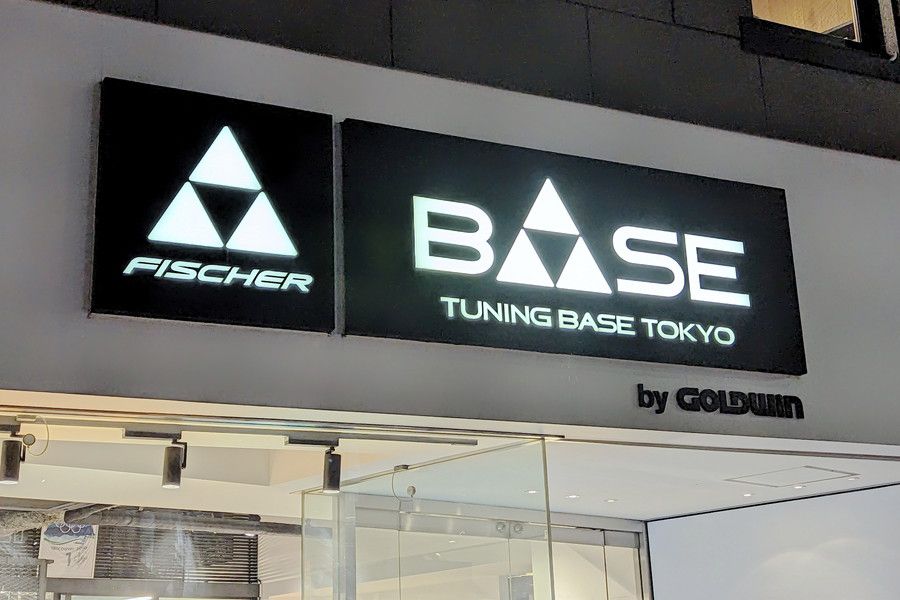 FISCHER
BASE
TUNING BASE TOKYO
by GOLDWIN